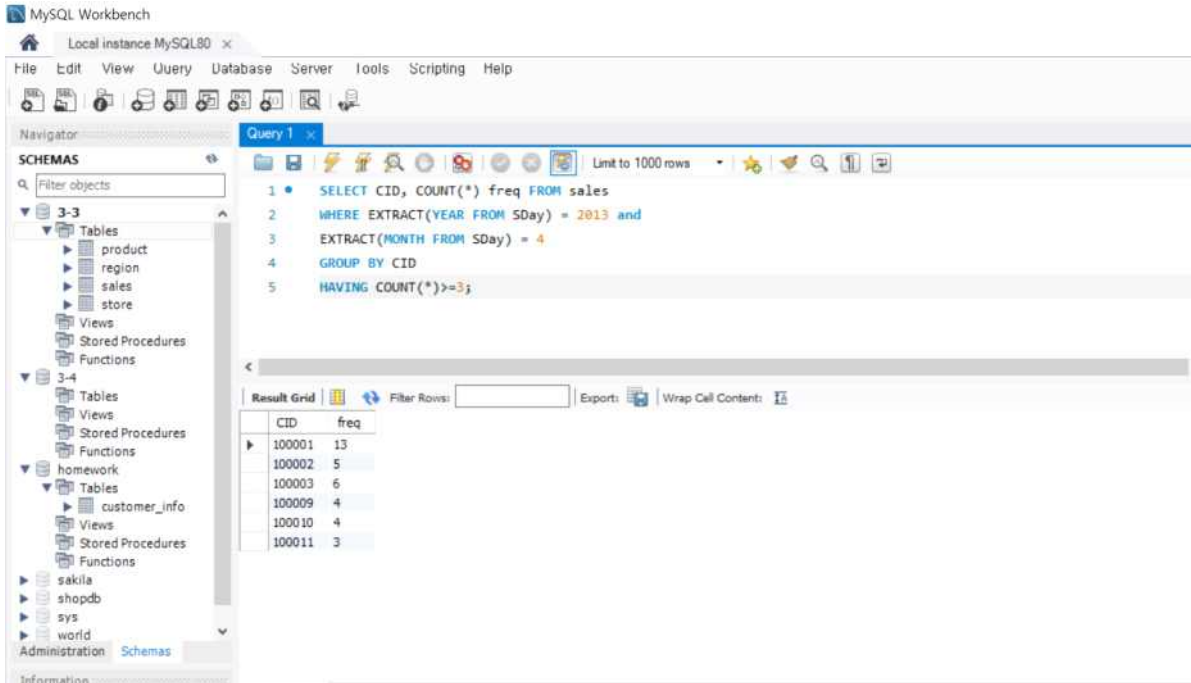 MySQL Workbench
Local instance MySQL80 ×
File Edit View Query Database Server Tools Scripting Help
Navigator
Query 1 ×
SCHEMAS
Limit to 1000 rows
Filter objects
1 SELECT CID, COUNT(*) freq FROM sales
2 WHERE EXTRACT(YEAR FROM SDay) = 2013 and
3 EXTRACT(MONTH FROM SDay) = 4
4 GROUP BY CID
5 HAVING COUNT(*)>=3;
3-3
Tables
product
region
sales
store
Views
Stored Procedures
Functions
3-4
Tables
Views
Stored Procedures
Functions
homework
Tables
customer_info
Views
Stored Procedures
Functions
sakila
shopdb
sys
world
Administration Schemas
Information
Result Grid Filter Rows: Export: Wrap Cell Content:
CID freq
100001 13
100002 5
100003 6
100009 4
100010 4
100011 3